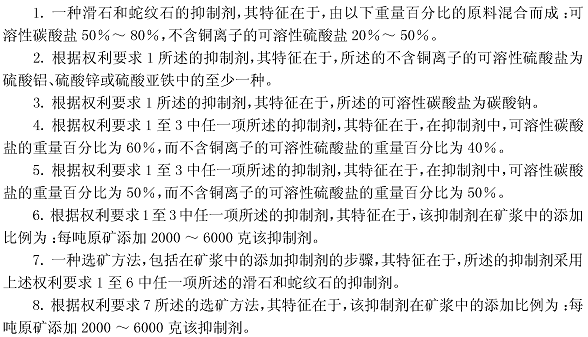 1. 一种滑石和蛇纹石的抑制剂,其特征在于,由以下重量百分比的原料混合而成:可
溶性碳酸盐 50%～ 80%,不含铜离子的可溶性硫酸盐 20%～ 50%。
2. 根据权利要求 1 所述的抑制剂,其特征在于,所述的不含铜离子的可溶性硫酸盐为
硫酸铝、硫酸锌或硫酸亚铁中的至少一种。
3. 根据权利要求 1 所述的抑制剂,其特征在于,所述的可溶性碳酸盐为碳酸钠。
4. 根据权利要求 1 至 3 中任一项所述的抑制剂,其特征在于,在抑制剂中,可溶性碳酸
盐的重量百分比为 60%,而不含铜离子的可溶性硫酸盐的重量百分比为 40%。
5. 根据权利要求 1 至 3 中任一项所述的抑制剂,其特征在于,在抑制剂中,可溶性碳酸
盐的重量百分比为 50%,而不含铜离子的可溶性硫酸盐的重量百分比为 50%。
6. 根据权利要求 1 至 3 中任一项所述的抑制剂,其特征在于,该抑制剂在矿浆中的添加
比例为:每吨原矿添加 2000 ～ 6000 克该抑制剂。
7. 一种选矿方法,包括在矿浆中的添加抑制剂的步骤,其特征在于,所述的抑制剂采用
上述权利要求 1 至 6 中任一项所述的滑石和蛇纹石的抑制剂。
8. 根据权利要求 7 所述的选矿方法,其特征在于,该抑制剂在矿浆中的添加比例为:每
吨原矿添加 2000 ～ 6000 克该抑制剂。